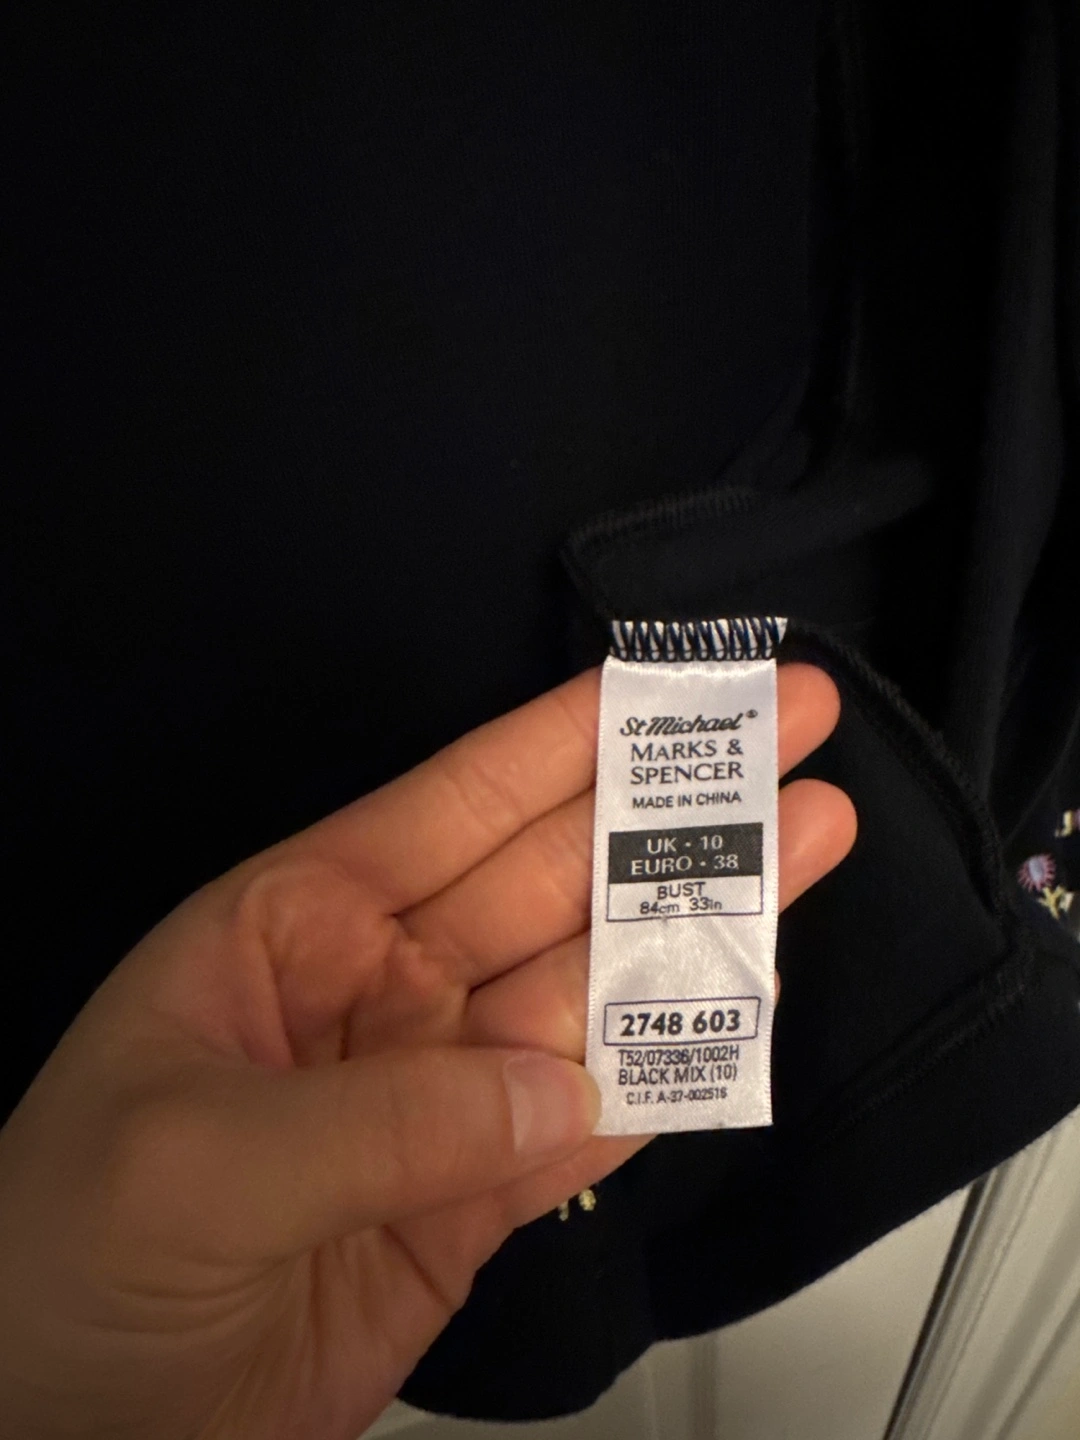 St Michael®
MARKS &
SPENCER
MADE IN CHINA
UK · 10
EURO · 38
BUST
84cm 33in
2748 603
T52/07336/1002H
BLACK MIX (10)
C.I.F. A-37-002516